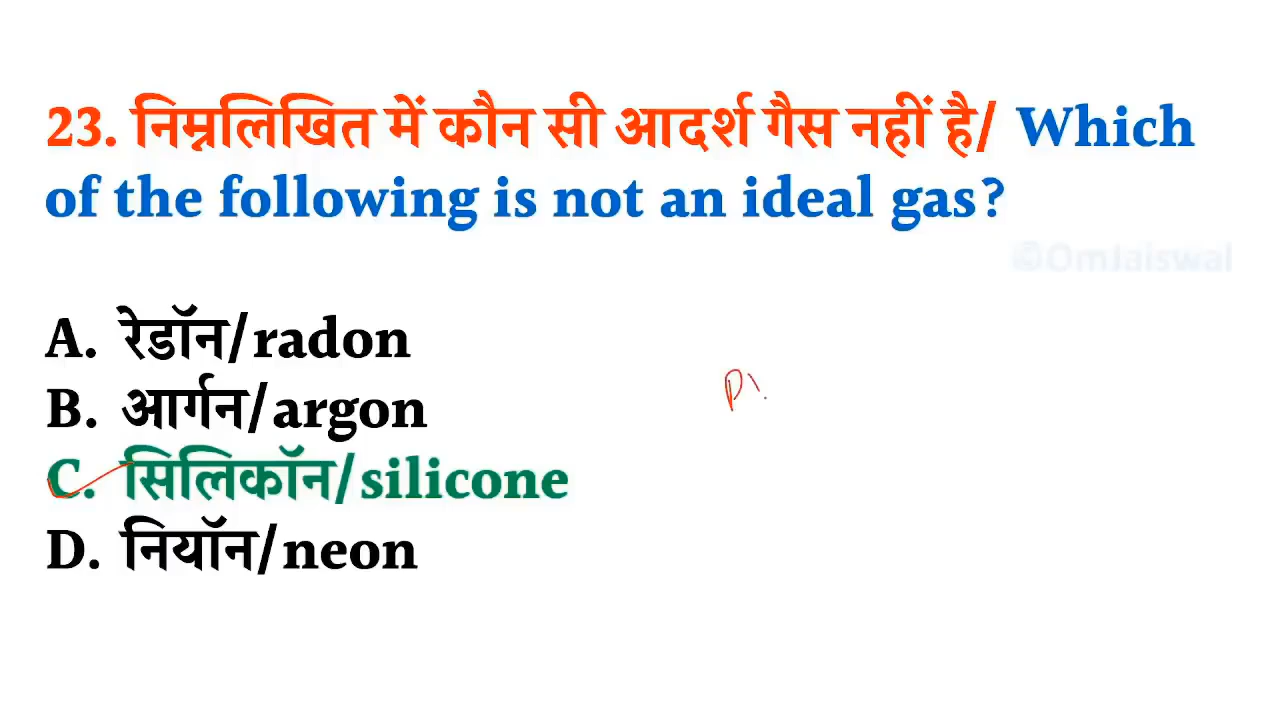 23. निम्नलिखित में कौन सी आदर्श गैस नहीं है/ Which
of the following is not an ideal gas?
©OmJaiswal
A. रेडॉन/radon
B. आर्गन/argon
C. सिलिकॉन/silicone
D. नियॉन/neon